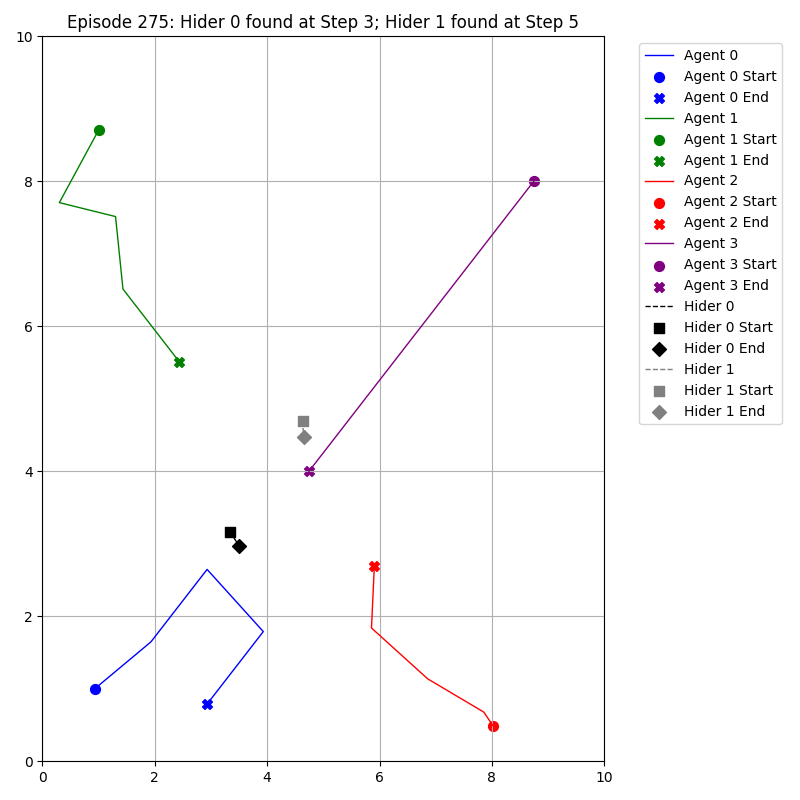 Episode 275: Hider 0 found at Step 3; Hider 1 found at Step 5
10
8
6
4
2
0
0 2 4 6 8 10
Agent 0
Agent 0 Start
Agent 0 End
Agent 1
Agent 1 Start
Agent 1 End
Agent 2
Agent 2 Start
Agent 2 End
Agent 3
Agent 3 Start
Agent 3 End
Hider 0
Hider 0 Start
Hider 0 End
Hider 1
Hider 1 Start
Hider 1 End